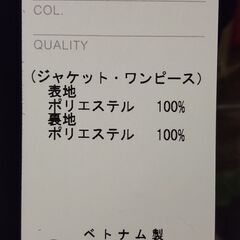 COL.
QUALITY
（ジャケット・ワンピース）
表地
ポリエステル 100%
裏地
ポリエステル 100%
ベトナム製